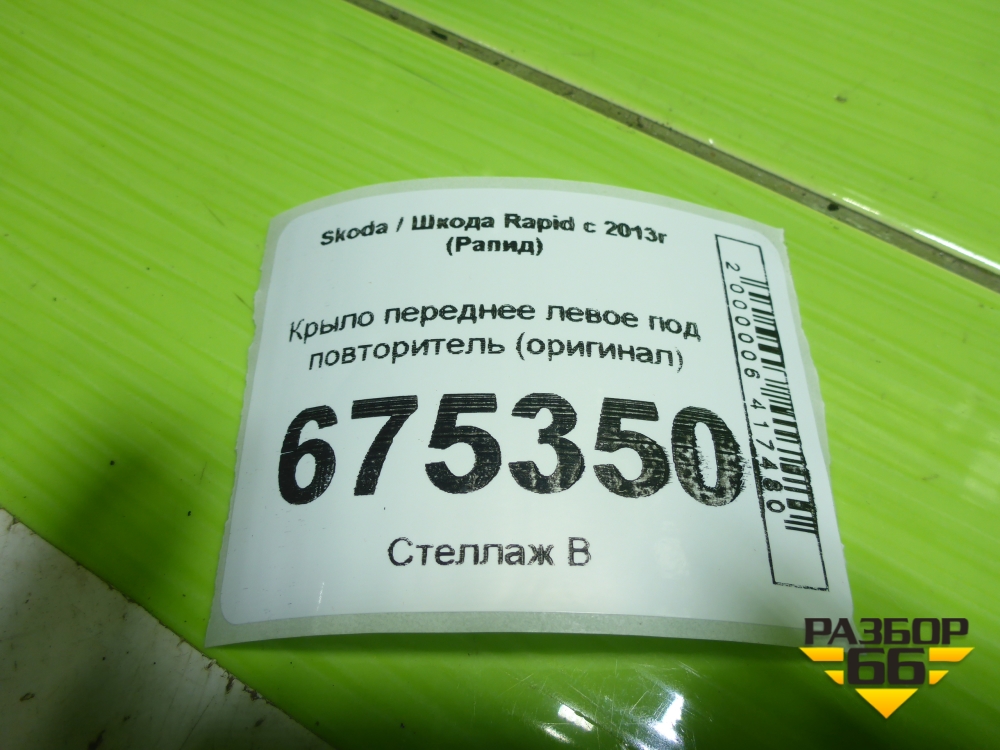 Skoda / Шкода Rapid с 2013г
(Рапид)
Крыло переднее левое под
повторитель (оригинал)
675350
Стеллаж В
2000006417480
РАЗБОР
66